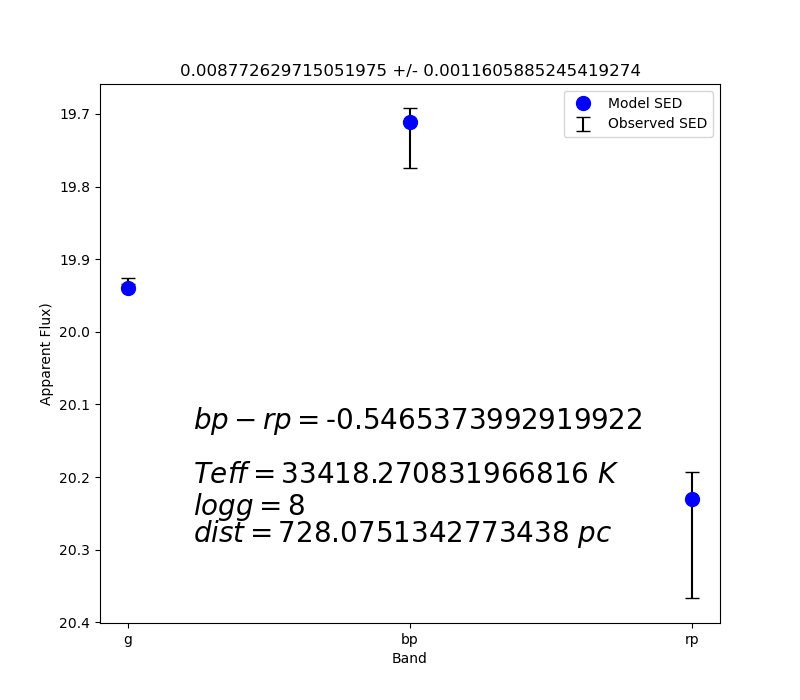 0.008772629715051975 +/- 0.0011605885245419274
Model SED
Observed SED
19.7
19.8
19.9
20.0
20.1
20.2
20.3
20.4
Apparent Flux)
bp − rp = -0.5465373992919922
Teff = 33418.270831966816 K
logg = 8
dist = 728.0751342773438 pc
g
bp
rp
Band